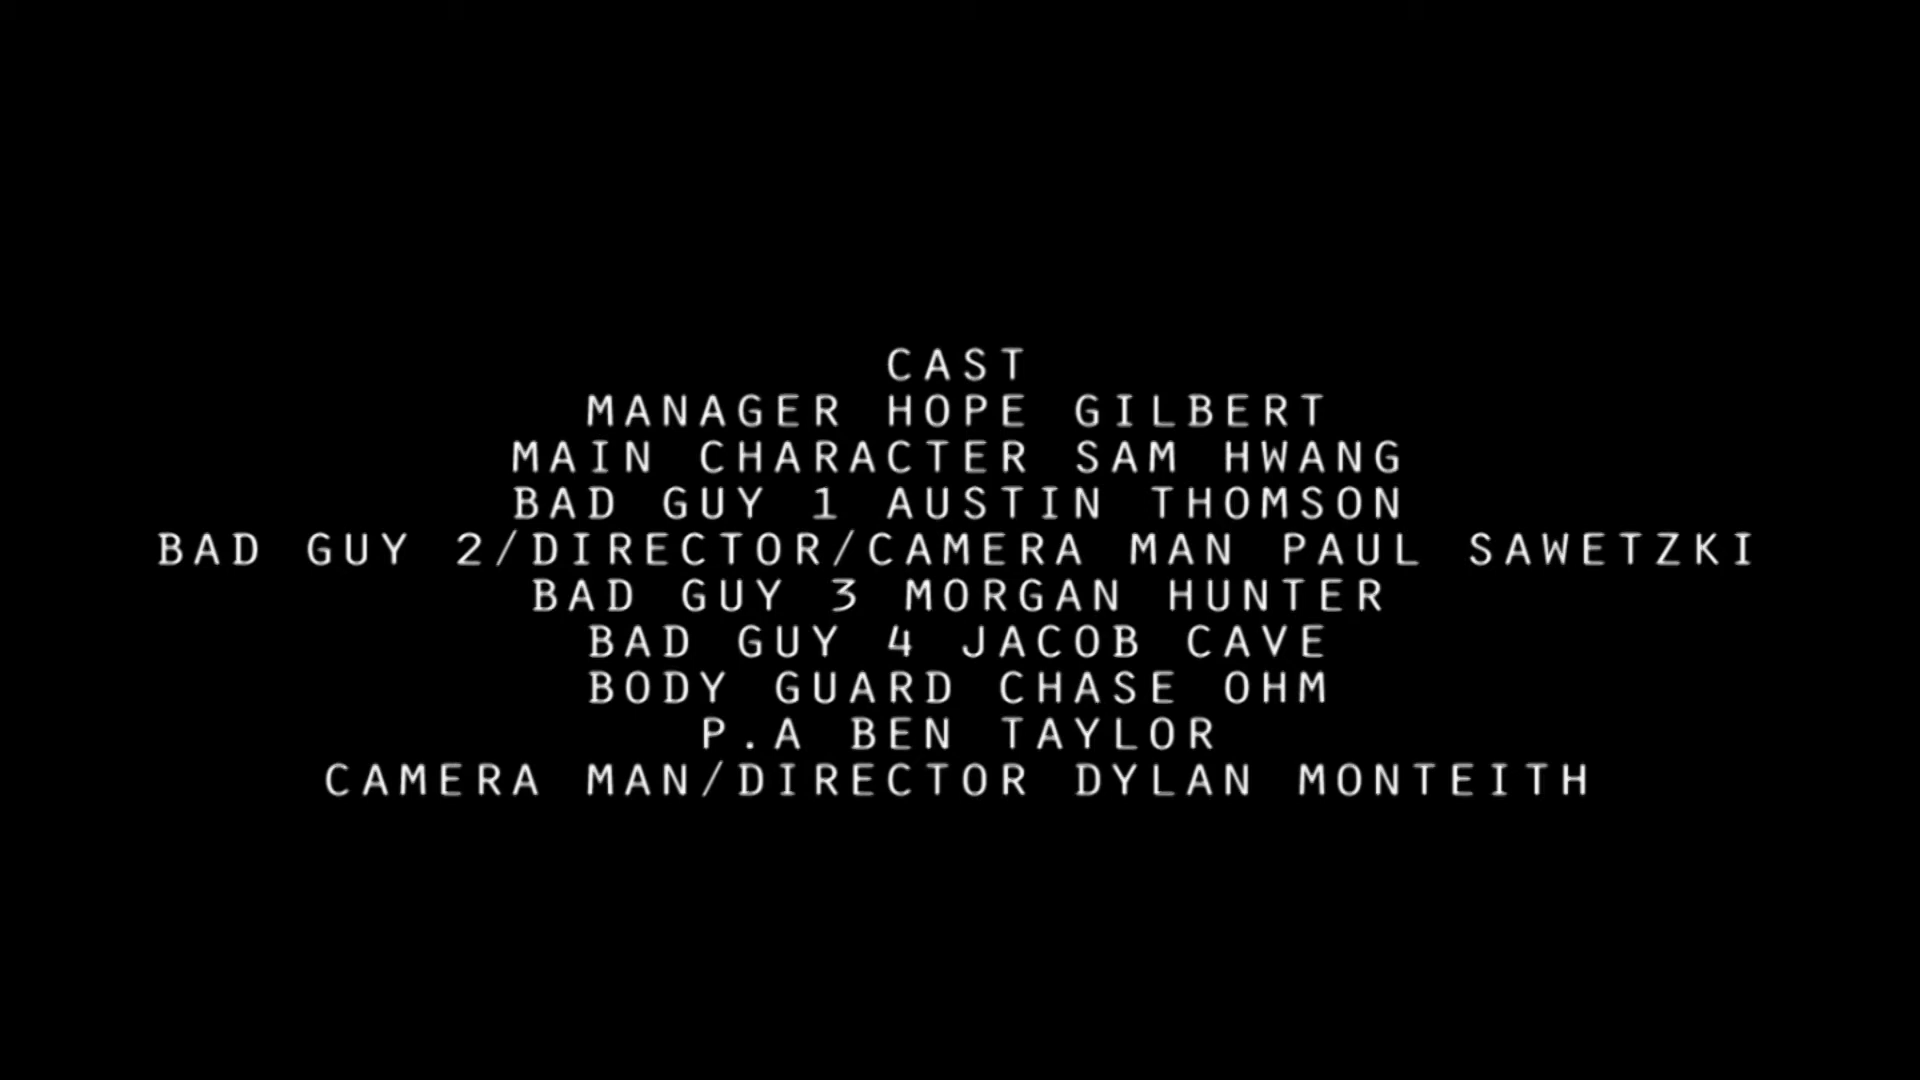 CAST
MANAGER HOPE GILBERT
MAIN CHARACTER SAM HWANG
BAD GUY 1 AUSTIN THOMSON
BAD GUY 2/DIRECTOR/CAMERA MAN PAUL SAWETZKI
BAD GUY 3 MORGAN HUNTER
BAD GUY 4 JACOB CAVE
BODY GUARD CHASE OHM
P.A BEN TAYLOR
CAMERA MAN/DIRECTOR DYLAN MONTEITH